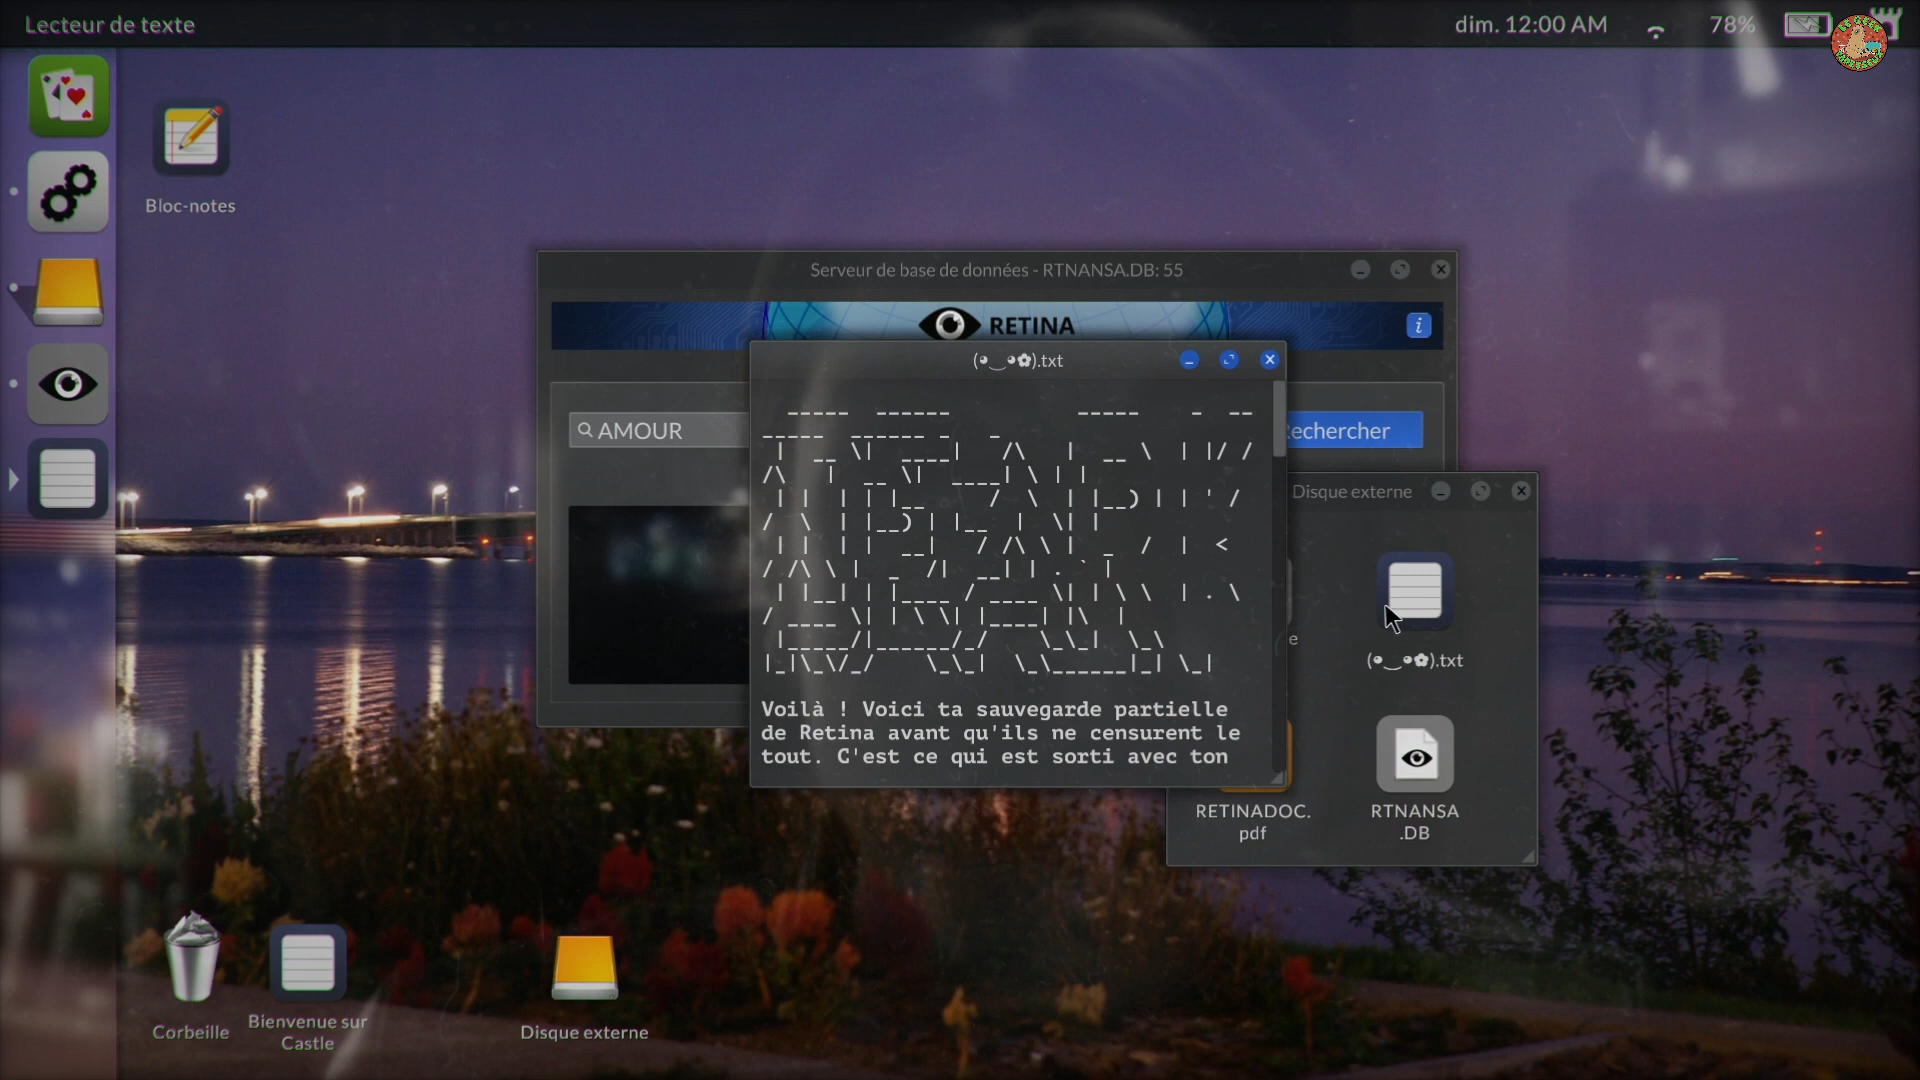 Lecteur de texte
dim. 12:00 AM
78%
Bloc-notes
Serveur de base de données - RTNANSA.DB: 55
RETINA
i
(•‿•✿).txt
AMOUR
Rechercher
Disque externe
(•‿•✿).txt
Voilà ! Voici ta sauvegarde partielle
de Retina avant qu'ils ne censurent le
tout. C'est ce qui est sorti avec ton
RETINADOC.
pdf
RTNANSA
.DB
Corbeille
Bienvenue sur
Castle
Disque externe